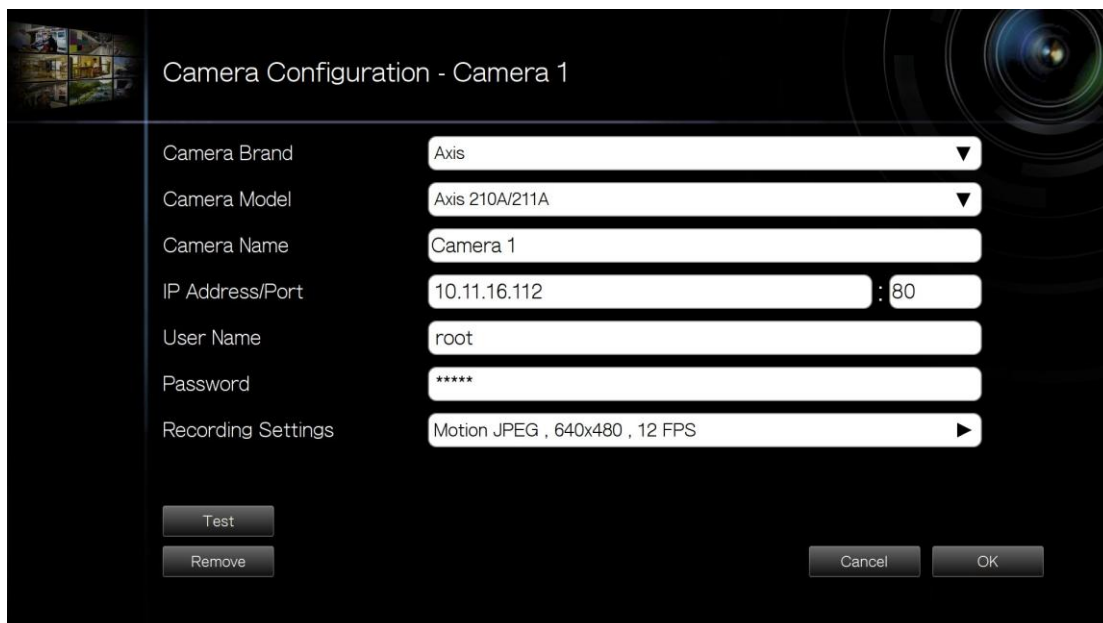 Camera Configuration - Camera 1
Camera Brand Axis ▼
Camera Model Axis 210A/211A ▼
Camera Name Camera 1
IP Address/Port 10.11.16.112 : 80
User Name root
Password *****
Recording Settings Motion JPEG , 640x480 , 12 FPS ►
Test
Remove Cancel OK